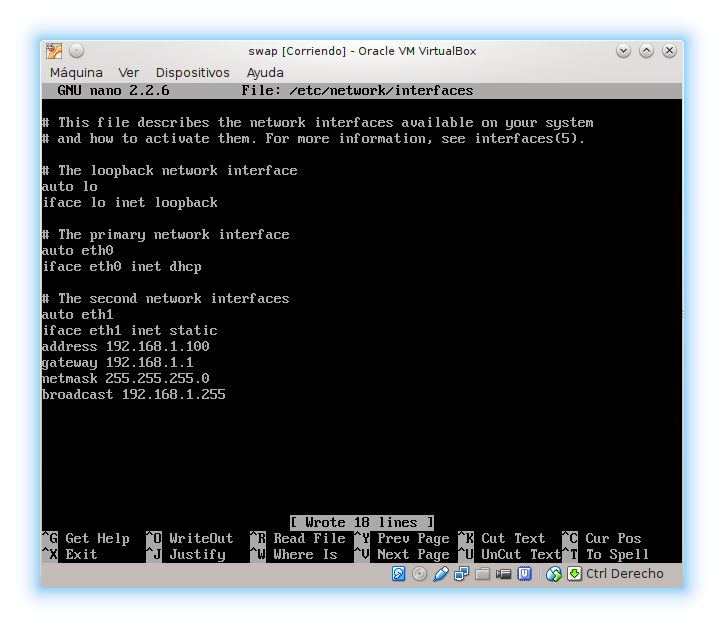 swap [Corriendo] - Oracle VM VirtualBox
Máquina Ver Dispositivos Ayuda
GNU nano 2.2.6 File: /etc/network/interfaces
# This file describes the network interfaces available on your system
# and how to activate them. For more information, see interfaces(5).
# The loopback network interface
auto lo
iface lo inet loopback
# The primary network interface
auto eth0
iface eth0 inet dhcp
# The second network interfaces
auto eth1
iface eth1 inet static
address 192.168.1.100
gateway 192.168.1.1
netmask 255.255.255.0
broadcast 192.168.1.255
[ Wrote 18 lines ]
^G Get Help ^O WriteOut ^R Read File ^Y Prev Page ^K Cut Text ^C Cur Pos
^X Exit ^J Justify ^W Where Is ^V Next Page ^U UnCut Text ^T To Spell
Ctrl Derecho